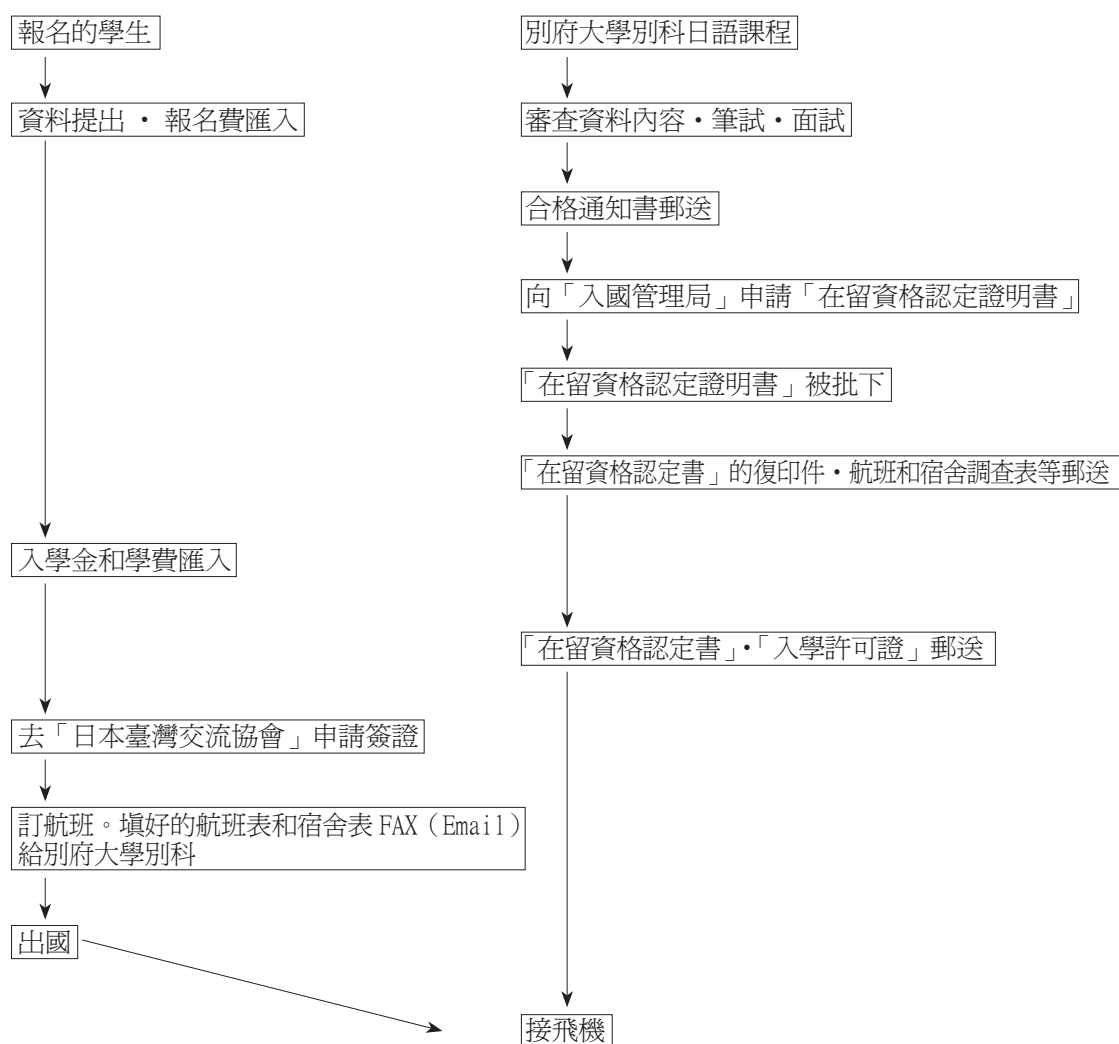 報名的學生
別府大學別科日語課程
資料提出 ・ 報名費匯入
審查資料內容・筆試・面試
合格通知書郵送
向「入國管理局」申請「在留資格認定證明書」
「在留資格認定證明書」被批下
「在留資格認定書」的復印件・航班和宿舍調查表等郵送
入學金和學費匯入
「在留資格認定書」・「入學許可證」郵送
去「日本臺灣交流協會」申請簽證
訂航班。填好的航班表和宿舍表 FAX（Email）
給別府大學別科
出國
接飛機